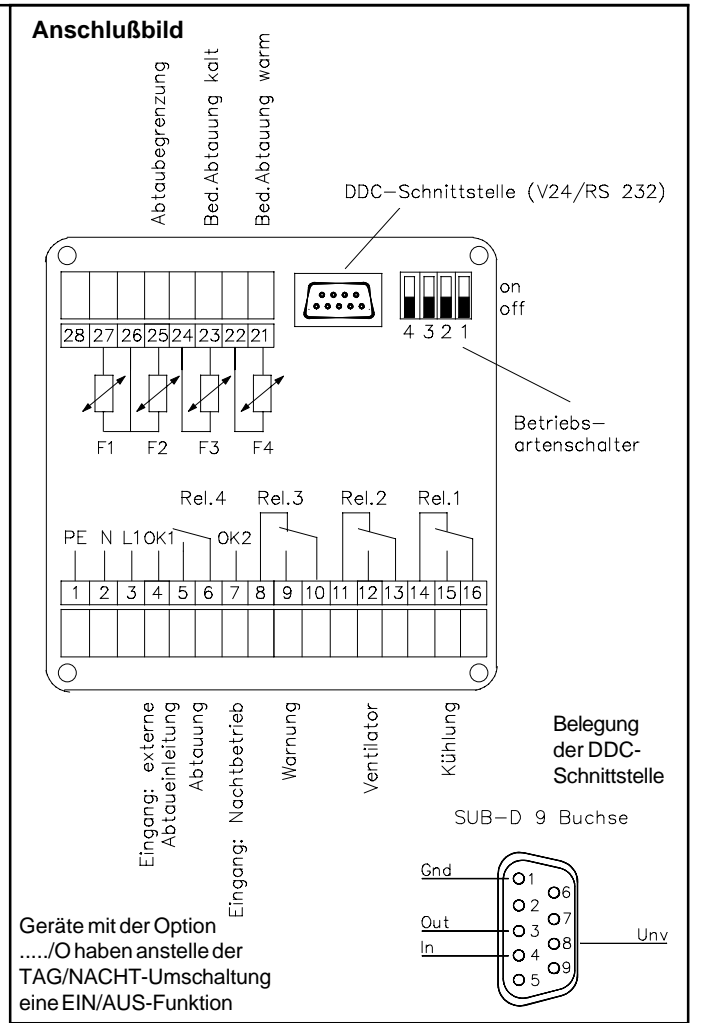 Anschlußbild
Abtaubegrenzung
Bed.Abtauung kalt
Bed.Abtauung warm
DDC-Schnittstelle (V24/RS 232)
on
off
4 3 2 1
28 27 26 25 24 23 22 21
F1 F2 F3 F4
Betriebs-
artenschalter
Rel.4 Rel.3 Rel.2 Rel.1
PE N L1 OK1 OK2
1 2 3 4 5 6 7 8 9 10 11 12 13 14 15 16
Eingang: externe
Abtaueinleitung
Abtauung
Eingang: Nachtbetrieb
Warnung
Ventilator
Kühlung
Belegung
der DDC-
Schnittstelle
SUB-D 9 Buchse
Gnd
Out
In
Unv
1
2
3
4
5
6
7
8
9
Geräte mit der Option
...../O haben anstelle der
TAG/NACHT-Umschaltung
eine EIN/AUS-Funktion